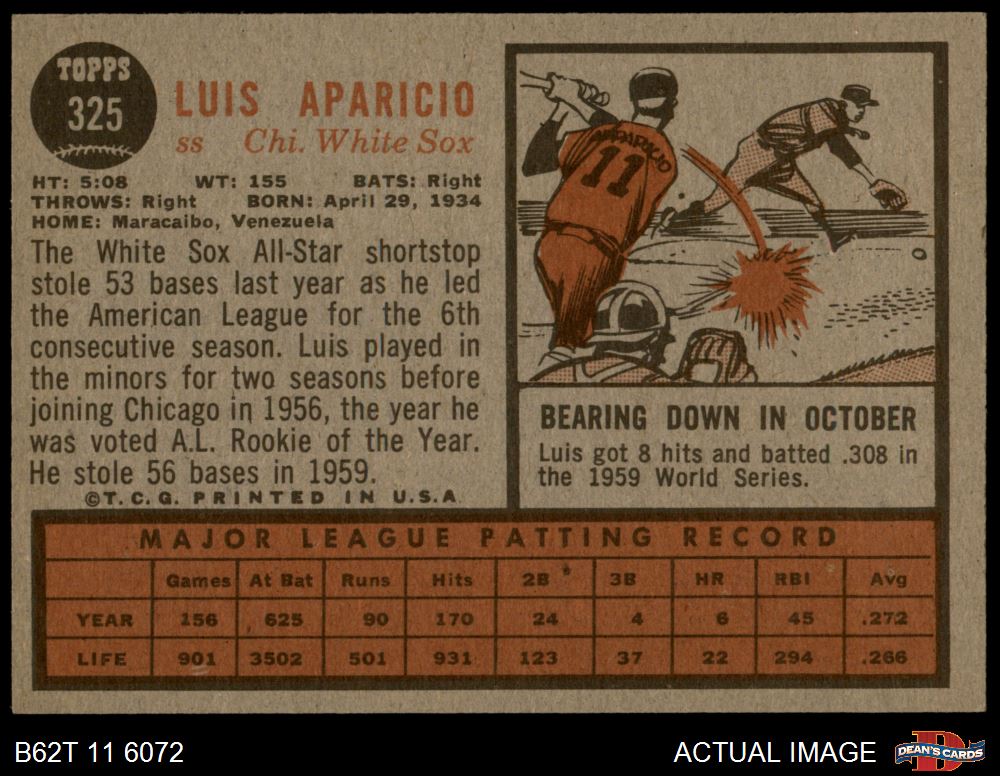 TOPPS
325
LUIS APARICIO
ss Chi. White Sox
HT: 5:08 WT: 155 BATS: Right
THROWS: Right BORN: April 29, 1934
HOME: Maracaibo, Venezuela
The White Sox All-Star shortstop
stole 53 bases last year as he led
the American League for the 6th
consecutive season. Luis played in
the minors for two seasons before
joining Chicago in 1956, the year he
was voted A.L. Rookie of the Year.
He stole 56 bases in 1959.
©T.C.G. PRINTED IN U.S.A
APARICIO
11
BEARING DOWN IN OCTOBER
Luis got 8 hits and batted .308 in
the 1959 World Series.
MAJOR LEAGUE PATTING RECORD
Games At Bat Runs Hits 2B 3B HR RBI Avg
YEAR 156 625 90 170 24 4 6 45 .272
LIFE 901 3502 501 931 123 37 22 294 .266
B62T 11 6072 ACTUAL IMAGE DEAN'S CARDS